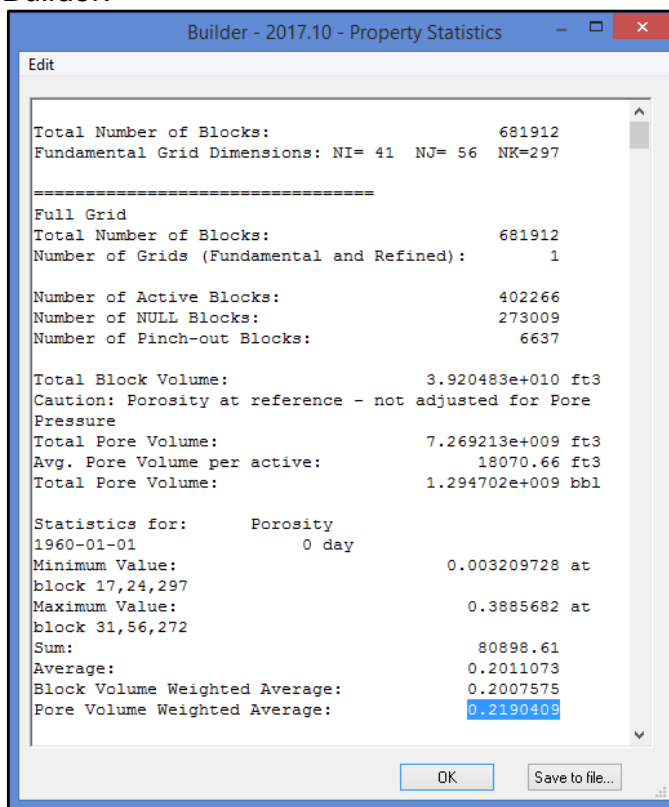 Builder - 2017.10 - Property Statistics
Edit
Total Number of Blocks: 681912
Fundamental Grid Dimensions: NI= 41 NJ= 56 NK=297
=================================
Full Grid
Total Number of Blocks: 681912
Number of Grids (Fundamental and Refined): 1
Number of Active Blocks: 402266
Number of NULL Blocks: 273009
Number of Pinch-out Blocks: 6637
Total Block Volume: 3.920483e+010 ft3
Caution: Porosity at reference - not adjusted for Pore
Pressure
Total Pore Volume: 7.269213e+009 ft3
Avg. Pore Volume per active: 18070.66 ft3
Total Pore Volume: 1.294702e+009 bbl
Statistics for: Porosity
1960-01-01 0 day
Minimum Value: 0.003209728 at
block 17,24,297
Maximum Value: 0.3885682 at
block 31,56,272
Sum: 80898.61
Average: 0.2011073
Block Volume Weighted Average: 0.2007575
Pore Volume Weighted Average: 0.2190409
OK Save to file...